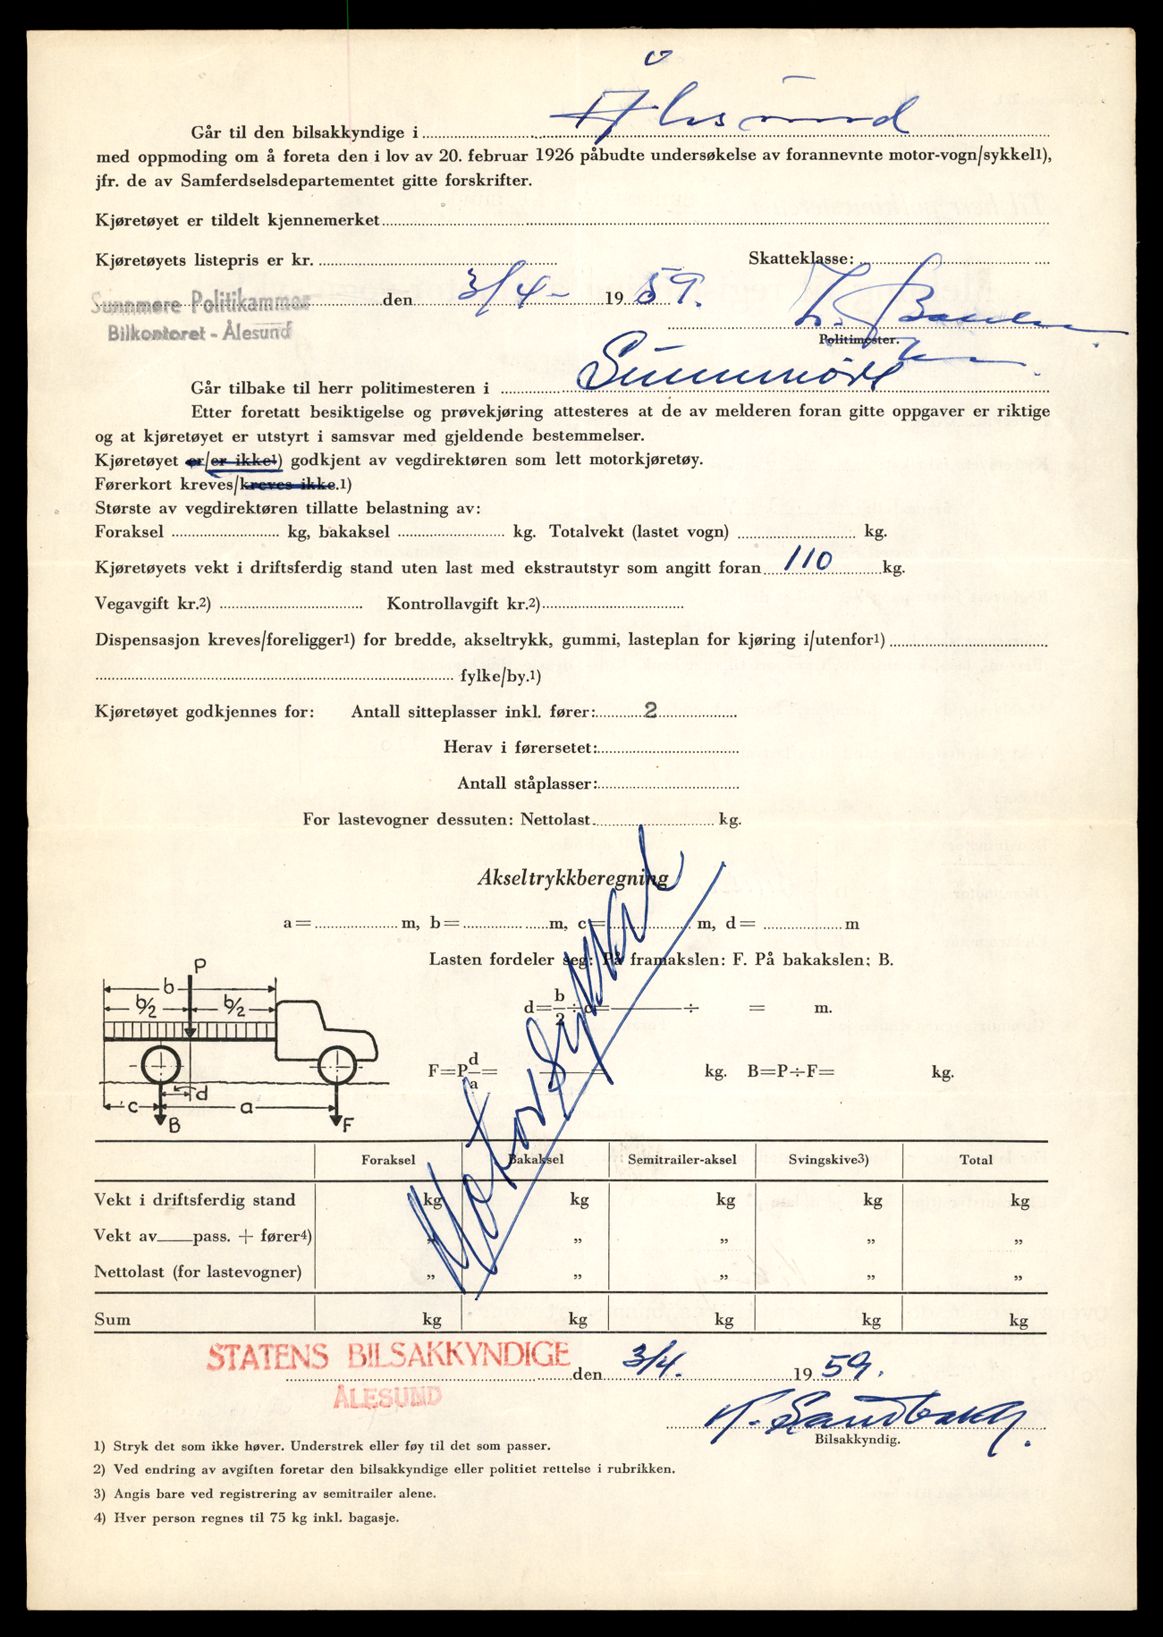 Går til den bilsakkyndige i Ålesund
med oppmoding om å foreta den i lov av 20. februar 1926 påbudte undersøkelse av forannevnte motor-vogn/sykkel1),
jfr. de av Samferdselsdepartementet gitte forskrifter.
Kjøretøyet er tildelt kjennemerket
Kjøretøyets listepris er kr. Skatteklasse:
Sunnmøre Politikammer den 3/4- 1959.
Bilkontoret - Ålesund
Politimester.
Går tilbake til herr politimesteren i Sunnmøre
Etter foretatt besiktigelse og prøvekjøring attesteres at de av melderen foran gitte oppgaver er riktige
og at kjøretøyet er utstyrt i samsvar med gjeldende bestemmelser.
Kjøretøyet er/er ikke1) godkjent av vegdirektøren som lett motorkjøretøy.
Førerkort kreves/kreves ikke.1)
Største av vegdirektøren tillatte belastning av:
Foraksel kg, bakaksel kg. Totalvekt (lastet vogn) kg.
Kjøretøyets vekt i driftsferdig stand uten last med ekstrautstyr som angitt foran 110 kg.
Vegavgift kr.2) Kontrollavgift kr.2)
Dispensasjon kreves/foreligger1) for bredde, akseltrykk, gummi, lasteplan for kjøring i/utenfor1)
fylke/by.1)
Kjøretøyet godkjennes for: Antall sitteplasser inkl. fører: 2
Herav i førersetet:
Antall ståplasser:
For lastevogner dessuten: Nettolast kg.
Akseltrykkberegning
a= m, b= m, c= m, d= m
Lasten fordeler seg: På framakslen: F. På bakakslen: B.
P
b
b/2 b/2
d=b/2÷c= ÷ = m.
F=P d/a= kg. B=P÷F= kg.
d
c a
B F
Motorsykkel
Foraksel Bakaksel Semitrailer-aksel Svingskive3) Total
Vekt i driftsferdig stand kg kg kg kg kg
Vekt av pass. + fører4) „ „ „ „ „
Nettolast (for lastevogner) „ „ „ „ „
Sum kg kg kg kg kg
STATENS BILSAKKYNDIGE den 3/4. 1959.
ÅLESUND
K. Sandbakk.
Bilsakkyndig.
1) Stryk det som ikke høver. Understrek eller føy til det som passer.
2) Ved endring av avgiften foretar den bilsakkyndige eller politiet rettelse i rubrikken.
3) Angis bare ved registrering av semitrailer alene.
4) Hver person regnes til 75 kg inkl. bagasje.